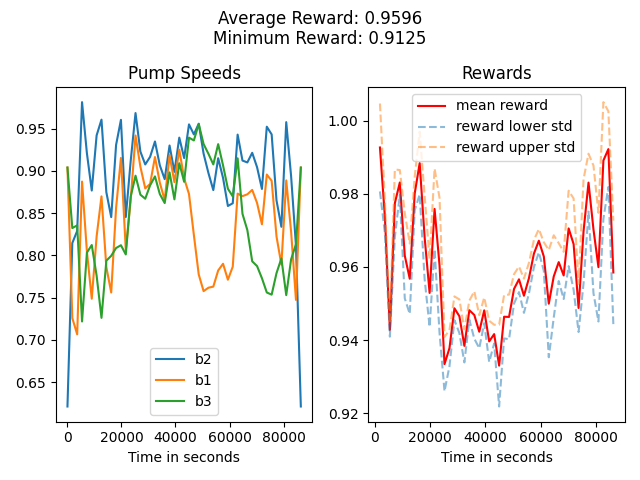 Average Reward: 0.9596
Minimum Reward: 0.9125
Pump Speeds
0.95
0.90
0.85
0.80
0.75
0.70
0.65
b2
b1
b3
0 20000 40000 60000 80000
Time in seconds
Rewards
1.00
0.98
0.96
0.94
0.92
mean reward
reward lower std
reward upper std
0 20000 40000 60000 80000
Time in seconds